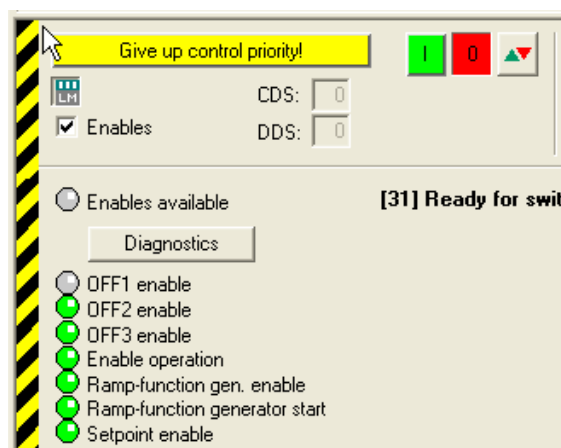 Give up control priority!
I 0
LM
CDS: 0
Enables
DDS: 0
Enables available
[31] Ready for swit
Diagnostics
OFF1 enable
OFF2 enable
OFF3 enable
Enable operation
Ramp-function gen. enable
Ramp-function generator start
Setpoint enable